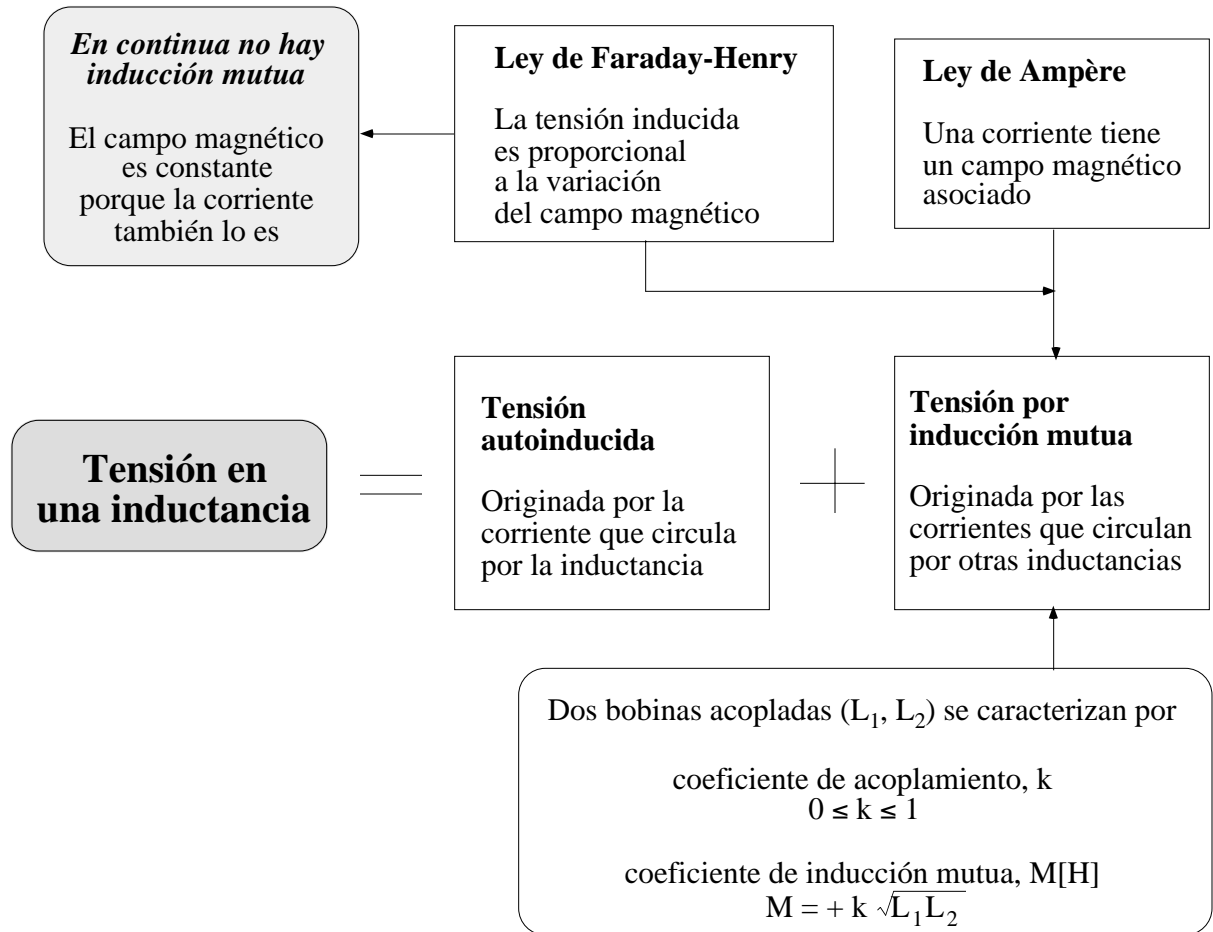 En continua no hay
inducción mutua
El campo magnético
es constante
porque la corriente
también lo es
Ley de Faraday-Henry
La tensión inducida
es proporcional
a la variación
del campo magnético
Ley de Ampère
Una corriente tiene
un campo magnético
asociado
Tensión en
una inductancia
=
Tensión
autoinducida
Originada por la
corriente que circula
por la inductancia
+
Tensión por
inducción mutua
Originada por las
corrientes que circulan
por otras inductancias
Dos bobinas acopladas (L₁, L₂) se caracterizan por
coeficiente de acoplamiento, k
0 ≤ k ≤ 1
coeficiente de inducción mutua, M[H]
M = + k √L₁L₂